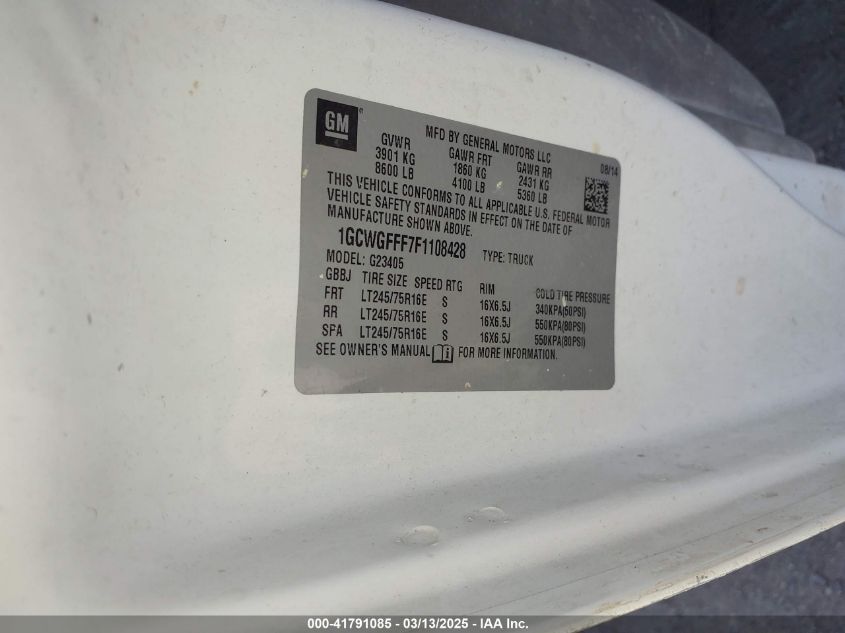 GM
MFD BY GENERAL MOTORS LLC 08/14
GVWR GAWR FRT GAWR RR
3901 KG 1860 KG 2431 KG
8600 LB 4100 LB 5360 LB
THIS VEHICLE CONFORMS TO ALL APPLICABLE U.S. FEDERAL MOTOR
VEHICLE SAFETY STANDARDS IN EFFECT ON THE DATE OF
MANUFACTURE SHOWN ABOVE.
1GCWGFFF7F1108428 TYPE: TRUCK
MODEL: G23405
GBBJ TIRE SIZE SPEED RTG RIM COLD TIRE PRESSURE
FRT LT245/75R16E S 16X6.5J 340KPA(50PSI)
RR LT245/75R16E S 16X6.5J 550KPA(80PSI)
SPA LT245/75R16E S 16X6.5J 550KPA(80PSI)
SEE OWNER'S MANUAL FOR MORE INFORMATION.
000-41791085 - 03/13/2025 - IAA Inc.